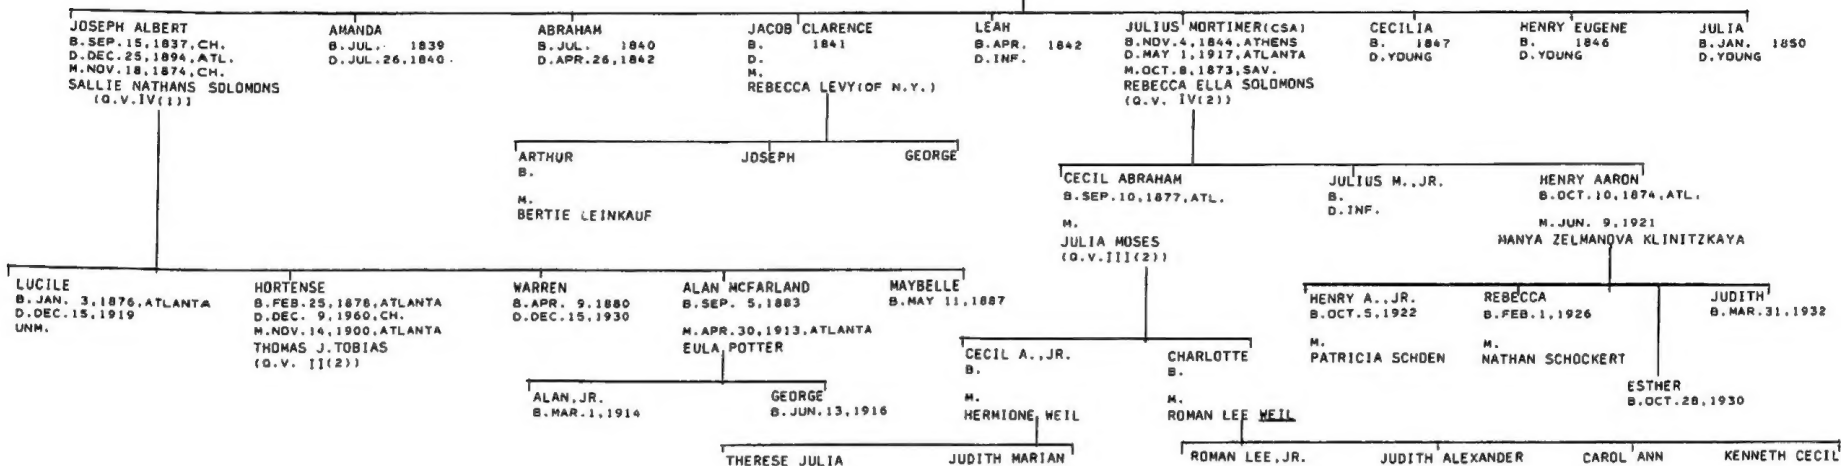 JOSEPH ALBERT
B.SEP.15,1837,CH.
D.DEC.25,1894,ATL.
M.NOV.18,1874,CH.
SALLIE NATHANS SOLOMONS
(Q.V.IV(1))
AMANDA
B.JUL. 1839
D.JUL.26,1840.
ABRAHAM
B.JUL. 1840
D.APR.26,1842
JACOB CLARENCE
B. 1841
D.
M.
REBECCA LEVY(OF N.Y.)
LEAH
B.APR. 1842
D.INF.
JULIUS MORTIMER(CSA)
B.NOV.4,1844,ATHENS
D.MAY 1,1917,ATLANTA
M.OCT.8,1873,SAV.
REBECCA ELLA SOLOMONS
(Q.V. IV(2))
CECILIA
B. 1847
D.YOUNG
HENRY EUGENE
B. 1846
D.YOUNG
JULIA
B.JAN. 1850
D.YOUNG
ARTHUR
B.
M.
BERTIE LEINKAUF
JOSEPH
GEORGE
CECIL ABRAHAM
B.SEP.10,1877,ATL.
M.
JULIA MOSES
(Q.V.III(2))
JULIUS M.,JR.
B.
D.INF.
HENRY AARON
B.OCT.10,1874,ATL.
M.JUN. 9,1921
MANYA ZELMANOVA KLINITZKAYA
LUCILE
B.JAN. 3,1876,ATLANTA
D.DEC.15,1919
UNM.
HORTENSE
B.FEB.25,1878,ATLANTA
D.DEC. 9,1960,CH.
M.NOV.14,1900,ATLANTA
THOMAS J.TOBIAS
(Q.V. II(2))
WARREN
B.APR. 9,1880
D.DEC.15,1930
ALAN MCFARLAND
B.SEP. 5,1883
M.APR.30,1913,ATLANTA
EULA POTTER
MAYBELLE
B.MAY 11,1887
HENRY A.,JR.
B.OCT.5,1922
M.
PATRICIA SCHOEN
REBECCA
B.FEB.1,1926
M.
NATHAN SCHOCKERT
JUDITH
B.MAR.31,1932
ESTHER
B.OCT.28,1930
CECIL A.,JR.
B.
M.
HERMIONE WEIL
CHARLOTTE
B.
M.
ROMAN LEE WEIL
ALAN,JR.
B.MAR.1,1914
GEORGE
B.JUN.13,1916
THERESE JULIA
JUDITH MARIAN
ROMAN LEE,JR.
JUDITH ALEXANDER
CAROL ANN
KENNETH CECIL